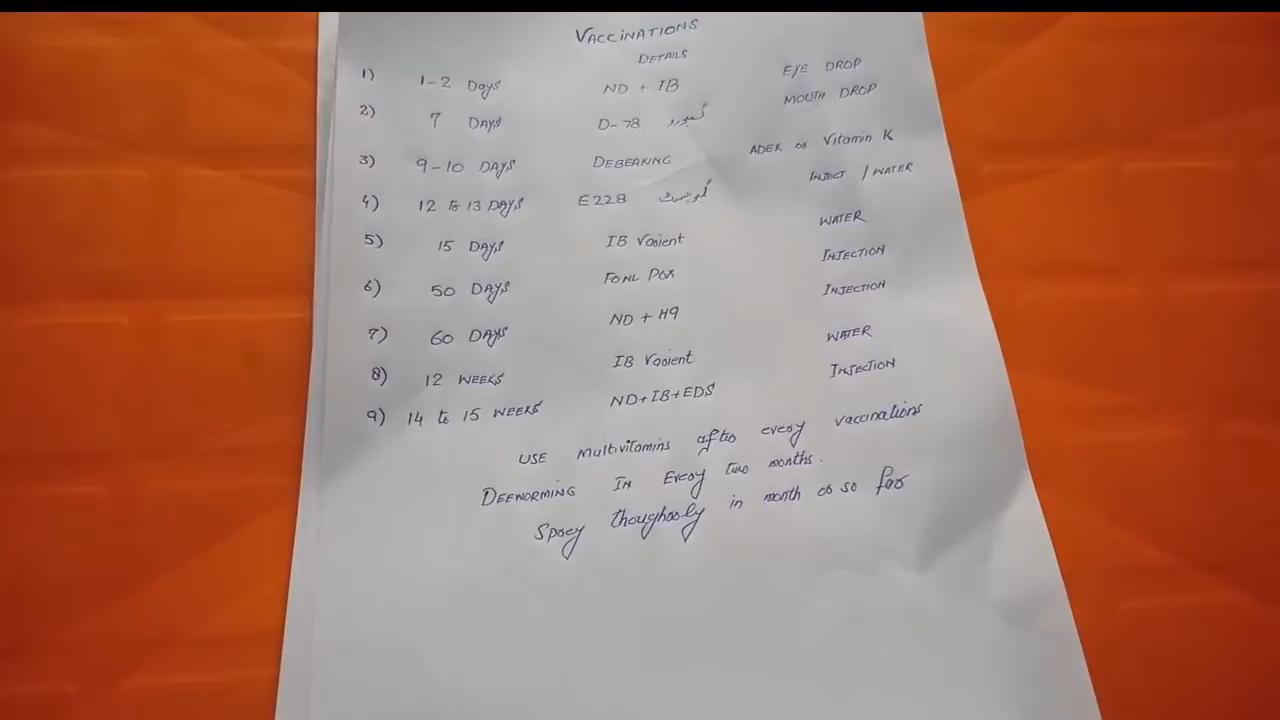 VACCINATIONS
DETAILS
1) 1-2 Days ND + IB EYE DROP
2) 7 DAYS D-78 گمبورو MOUTH DROP
3) 9-10 DAYS DEBEAKING ADEK or Vitamin K
4) 12 to 13 DAYS E228 INJECT / WATER
5) 15 DAYS IB Varient WATER
6) 50 DAYS FOWL POX INJECTION
7) 60 DAYS ND + H9 INJECTION
8) 12 WEEKS IB Varient WATER
9) 14 to 15 WEEKS ND+IB+EDS INJECTION
USE multivitamins after every vaccinations
DEEWORMING IN Every two months.
Sprey thoughroly in month or so far